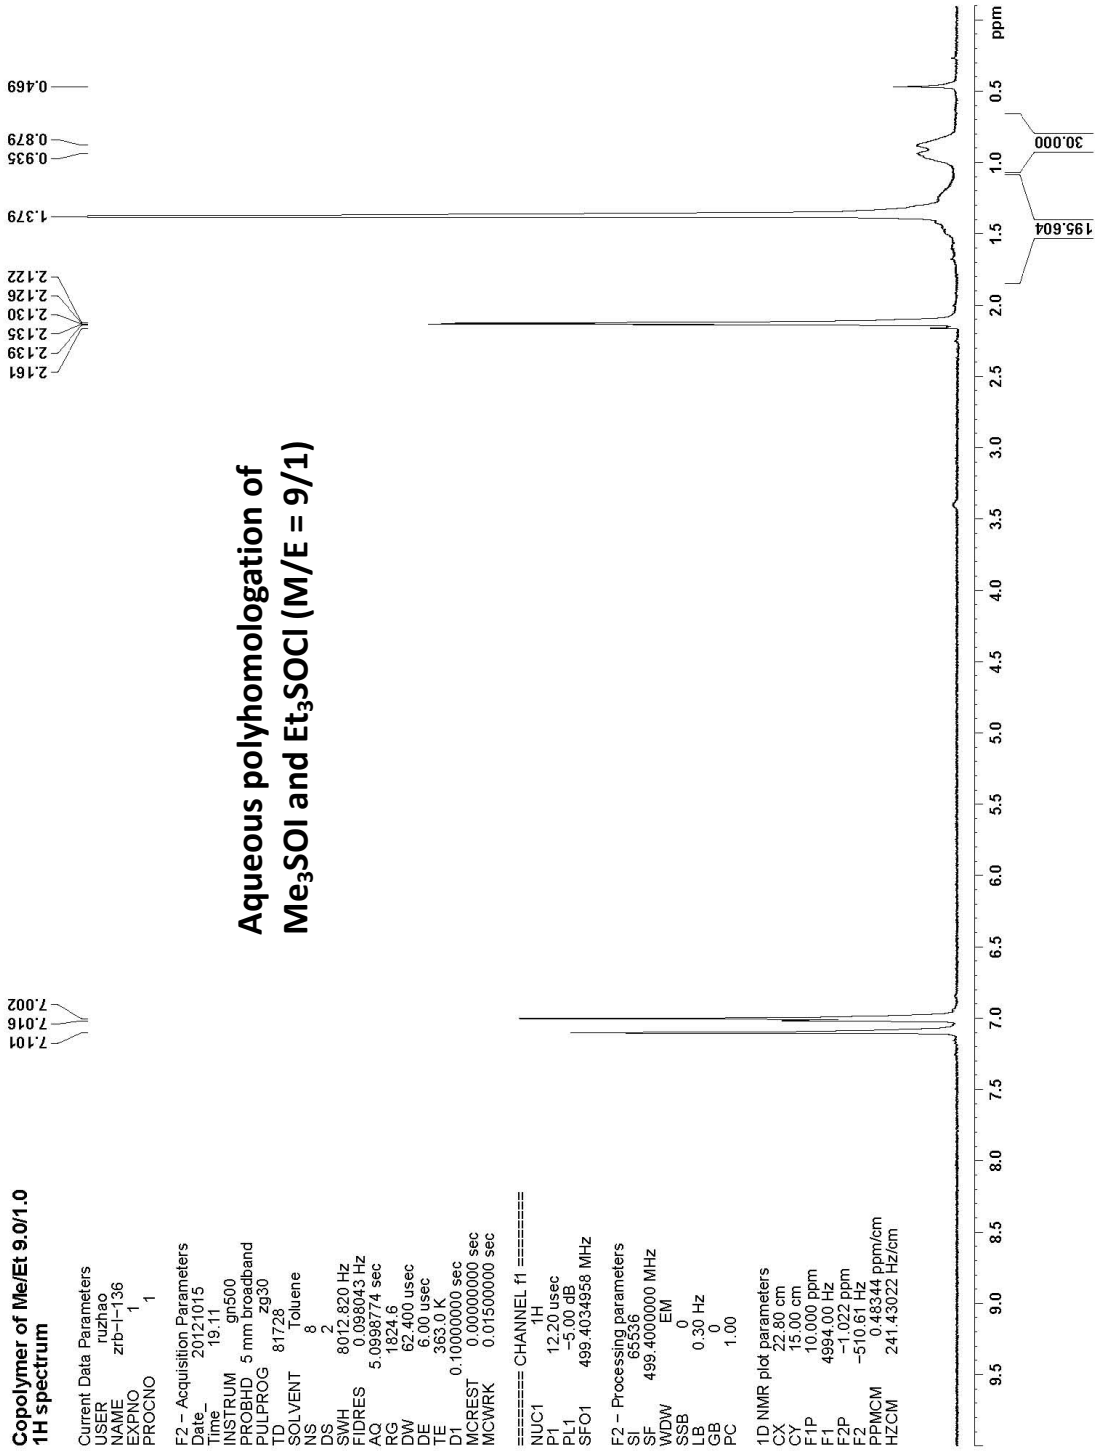 Copolymer of Me/Et 9.0/1.0
1H spectrum
Current Data Parameters
USER ruzhao
NAME zrb-I-136
EXPNO 1
PROCNO 1
F2 - Acquisition Parameters
Date_ 20121015
Time 19.11
INSTRUM gn500
PROBHD 5 mm broadband
PULPROG zg30
TD 81728
SOLVENT Toluene
NS 8
DS 2
SWH 8012.820 Hz
FIDRES 0.098043 Hz
AQ 5.0998774 sec
RG 1824.6
DW 62.400 usec
DE 6.00 usec
TE 363.0 K
D1 0.10000000 sec
MCREST 0.00000000 sec
MCWRK 0.01500000 sec
======== CHANNEL f1 ========
NUC1 1H
P1 12.20 usec
PL1 -5.00 dB
SFO1 499.4034958 MHz
F2 - Processing parameters
SI 65536
SF 499.4000000 MHz
WDW EM
SSB 0
LB 0.30 Hz
GB 0
PC 1.00
1D NMR plot parameters
CX 22.80 cm
CY 15.00 cm
F1P 10.0000 ppm
F1 4994.00 Hz
F2P -1.022 ppm
F2 -510.61 Hz
PPMCM 0.48344 ppm/cm
HZCM 241.43022 Hz/cm
7.101
7.016
7.002
2.161
2.139
2.135
2.130
2.126
2.122
1.379
0.935
0.879
0.469
Aqueous polyhomologation of
Me₃SOI and Et₃SOCl (M/E = 9/1)
9.5 9.0 8.5 8.0 7.5 7.0 6.5 6.0 5.5 5.0 4.5 4.0 3.5 3.0 2.5 2.0 1.5 1.0 0.5 ppm
195.604
30.000